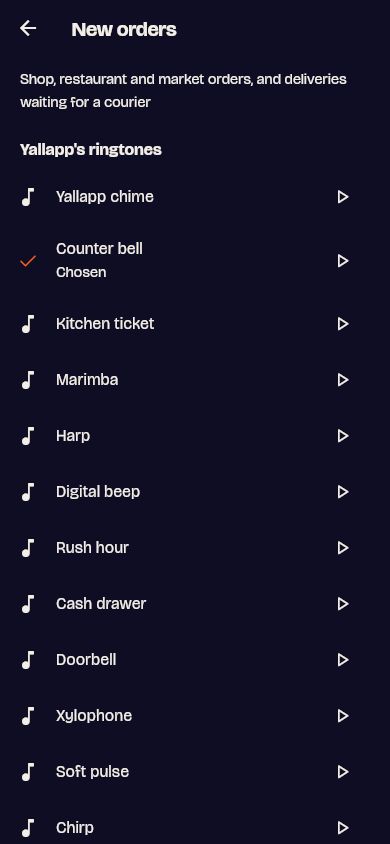 New orders
Shop, restaurant and market orders, and deliveries
waiting for a courier
Yallapp's ringtones
Yallapp chime
Counter bell
Chosen
Kitchen ticket
Marimba
Harp
Digital beep
Rush hour
Cash drawer
Doorbell
Xylophone
Soft pulse
Chirp